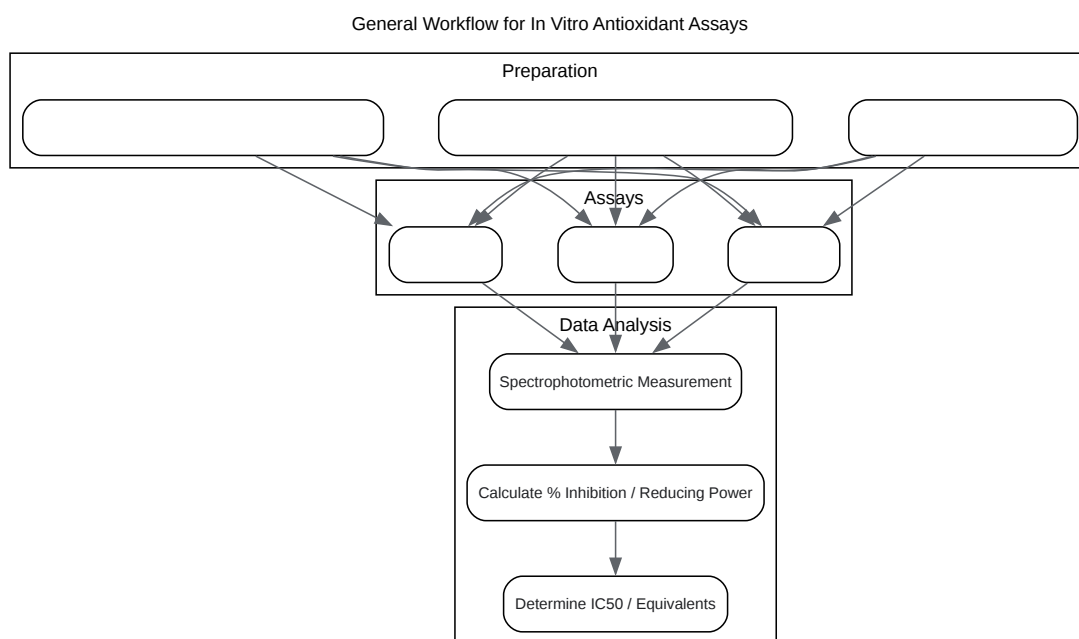 General Workflow for In Vitro Antioxidant Assays
Preparation
Assays
Data Analysis
Spectrophotometric Measurement
Calculate % Inhibition / Reducing Power
Determine IC50 / Equivalents